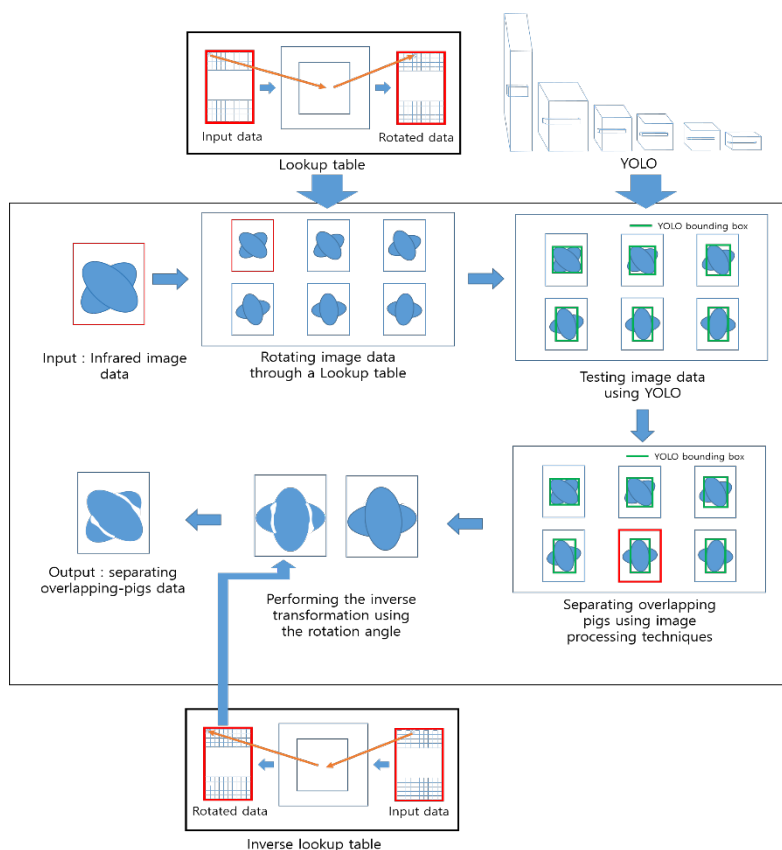 Input data
Rotated data
Lookup table
YOLO
Input : Infrared image
data
Rotating image data
through a Lookup table
YOLO bounding box
Testing image data
using YOLO
YOLO bounding box
Separating overlapping
pigs using image
processing techniques
Performing the inverse
transformation using
the rotation angle
Output : separating
overlapping-pigs data
Rotated data
Input data
Inverse lookup table